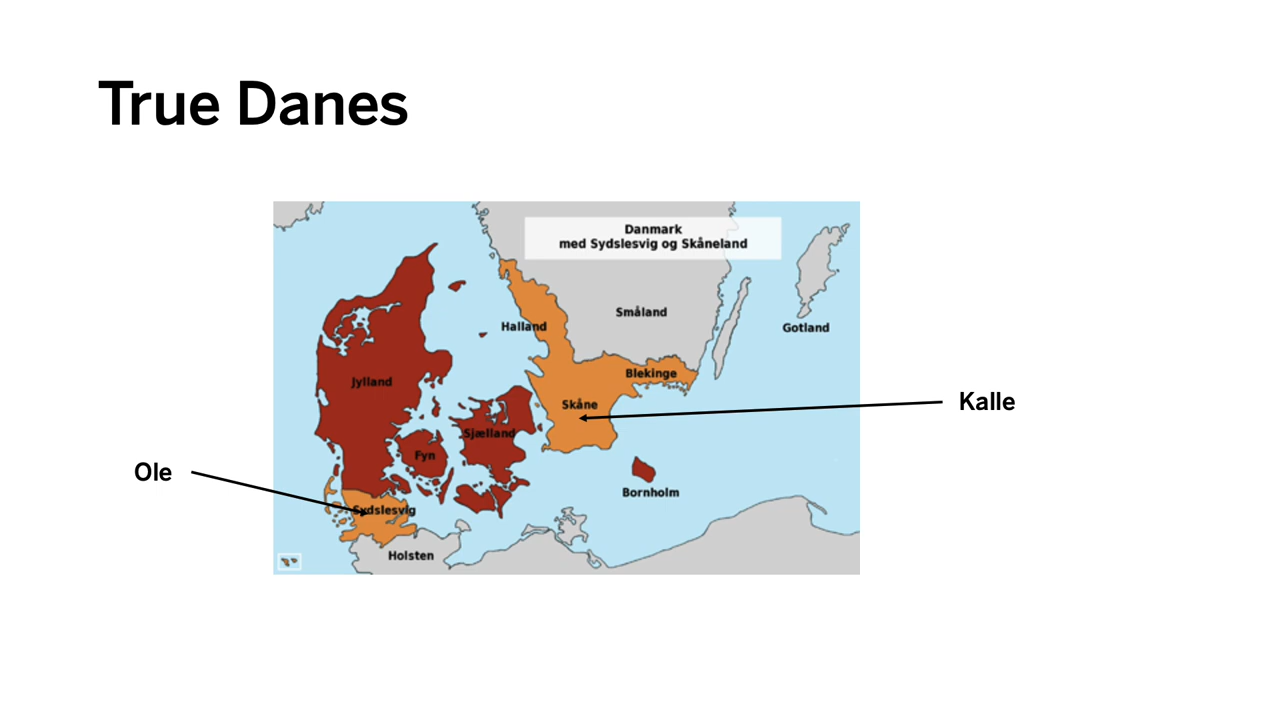 True Danes
Danmark
med Sydslesvig og Skåneland
Småland
Halland
Gotland
Blekinge
Jylland
Skåne
Kalle
Sjælland
Fyn
Ole
Bornholm
Sydslesvig
Holsten